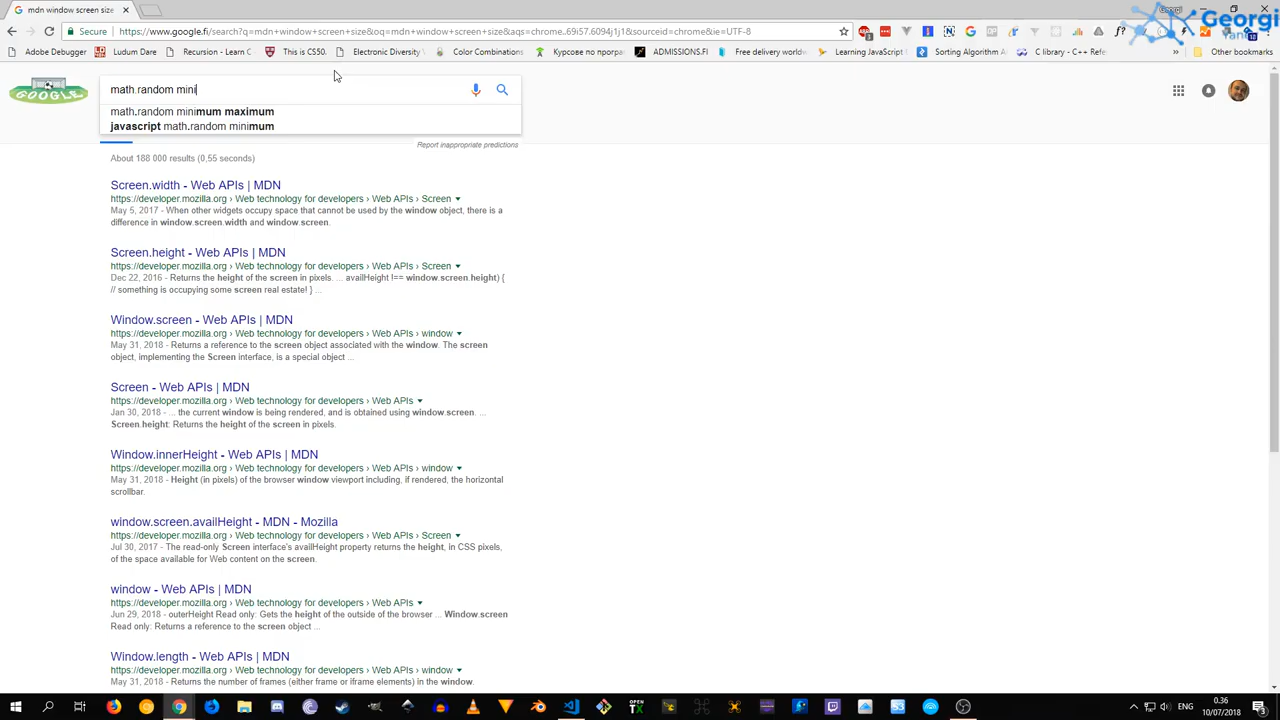 mdn window screen size
Georgi
https://www.google.fi/search?q=mdn+window+screen+size&oq=mdn+window+screen+size&aqs=chrome..69i57.6094j1j1&sourceid=chrome&ie=UTF-8
Georgi
Adobe Debugger
Ludum Dare
Recursion - Learn C
This is CS50.
Electronic Diversity
Курсове по програм
ADMISSIONS.FI
Free delivery worldw
Learning JavaScript
Sorting Algorithm An
C library - C++ Refe
Other bookmarks
GOOGLE
math.random mini
math.random minimum maximum
javascript math.random minimum
Report inappropriate predictions
About 188 000 results (0,55 seconds)
Screen.width - Web APIs | MDN
https://developer.mozilla.org › Web technology for developers › Web APIs › Screen
May 5, 2017 - When other widgets occupy space that cannot be used by the window object, there is a
difference in window.screen.width and window.screen.
Screen.height - Web APIs | MDN
https://developer.mozilla.org › Web technology for developers › Web APIs › Screen
Dec 22, 2016 - Returns the height of the screen in pixels. ... availHeight !== window.screen.height) {
// something is occupying some screen real estate! } ...
Window.screen - Web APIs | MDN
https://developer.mozilla.org › Web technology for developers › Web APIs › window
May 31, 2018 - Returns a reference to the screen object associated with the window. The screen
object, implementing the Screen interface, is a special object ...
Screen - Web APIs | MDN
https://developer.mozilla.org › Web technology for developers › Web APIs
Jan 30, 2018 - ... the current window is being rendered, and is obtained using window.screen. ...
Screen.height: Returns the height of the screen in pixels.
Window.innerHeight - Web APIs | MDN
https://developer.mozilla.org › Web technology for developers › Web APIs › window
May 31, 2018 - Height (in pixels) of the browser window viewport including, if rendered, the horizontal
scrollbar.
window.screen.availHeight - MDN - Mozilla
https://developer.mozilla.org › Web technology for developers › Web APIs › Screen
Jul 30, 2017 - The read-only Screen interface's availHeight property returns the height, in CSS pixels,
of the space available for Web content on the screen.
window - Web APIs | MDN
https://developer.mozilla.org › Web technology for developers › Web APIs
Jun 29, 2018 - outerHeight Read only: Gets the height of the outside of the browser ... Window.screen
Read only: Returns a reference to the screen object ...
Window.length - Web APIs | MDN
https://developer.mozilla.org › Web technology for developers › Web APIs › window
May 31, 2018 - Returns the number of frames (either frame or iframe elements) in the window.
ENG
0.36
10/07/2018